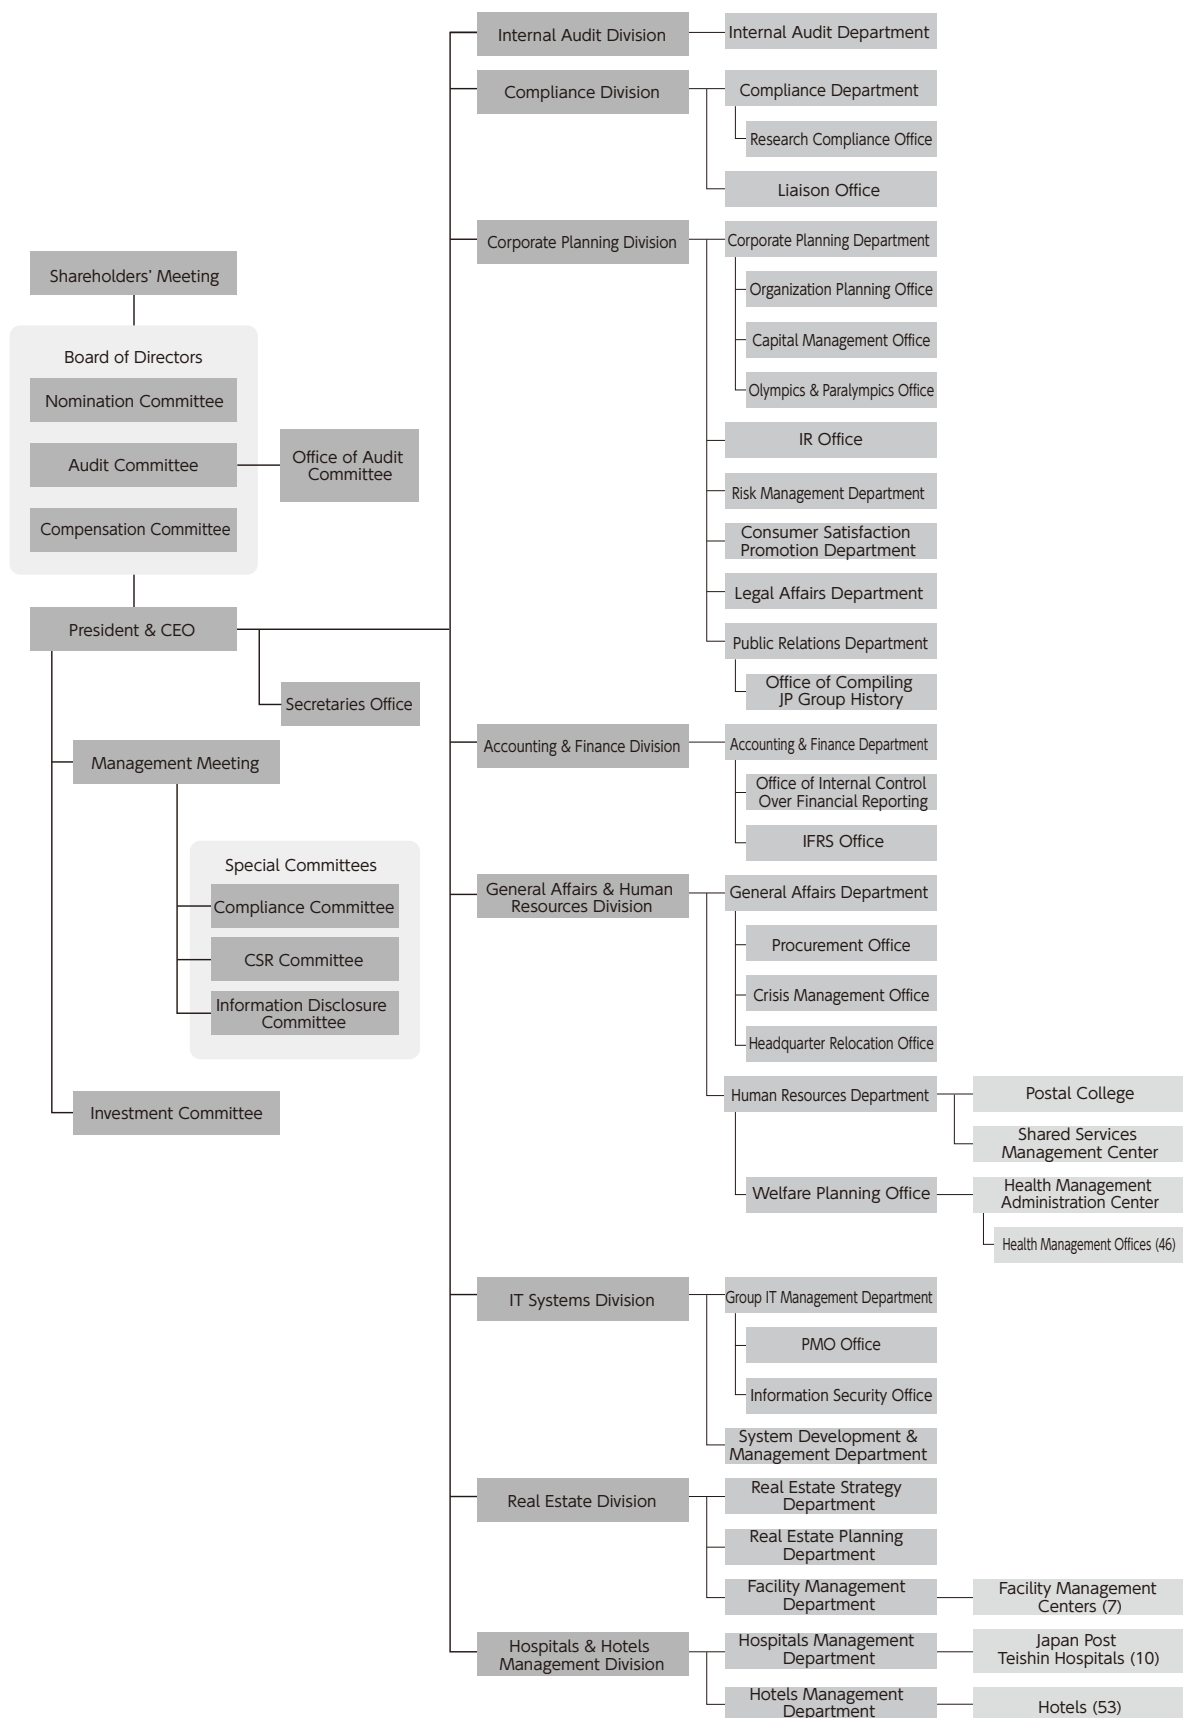 Shareholders' Meeting
Board of Directors
Nomination Committee
Audit Committee
Office of Audit
Committee
Compensation Committee
President & CEO
Secretaries Office
Management Meeting
Special Committees
Compliance Committee
CSR Committee
Information Disclosure
Committee
Investment Committee
Internal Audit Division
Internal Audit Department
Compliance Division
Compliance Department
Research Compliance Office
Liaison Office
Corporate Planning Division
Corporate Planning Department
Organization Planning Office
Capital Management Office
Olympics & Paralympics Office
IR Office
Risk Management Department
Consumer Satisfaction
Promotion Department
Legal Affairs Department
Public Relations Department
Office of Compiling
JP Group History
Accounting & Finance Division
Accounting & Finance Department
Office of Internal Control
Over Financial Reporting
IFRS Office
General Affairs & Human
Resources Division
General Affairs Department
Procurement Office
Crisis Management Office
Headquarter Relocation Office
Human Resources Department
Postal College
Shared Services
Management Center
Welfare Planning Office
Health Management
Administration Center
Health Management Offices (46)
IT Systems Division
Group IT Management Department
PMO Office
Information Security Office
System Development &
Management Department
Real Estate Division
Real Estate Strategy
Department
Real Estate Planning
Department
Facility Management
Department
Facility Management
Centers (7)
Hospitals & Hotels
Management Division
Hospitals Management
Department
Japan Post
Teishin Hospitals (10)
Hotels Management
Department
Hotels (53)